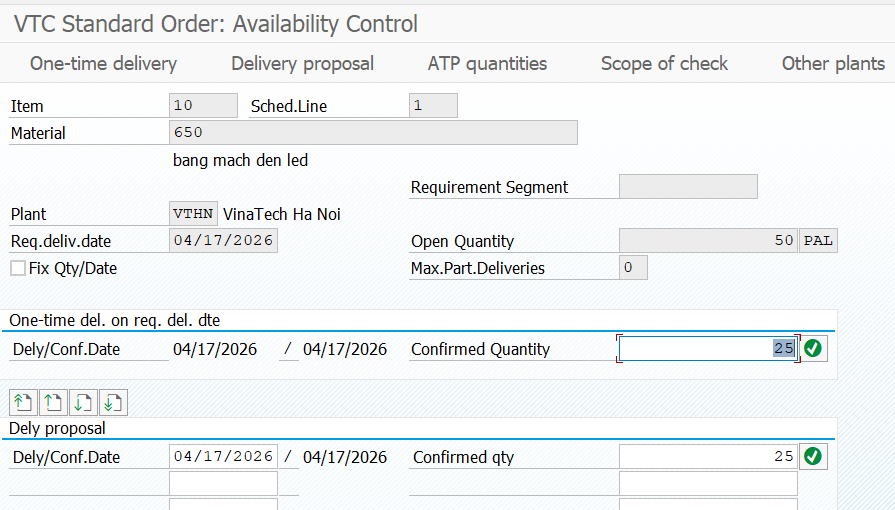 VTC Standard Order: Availability Control
One-time delivery Delivery proposal ATP quantities Scope of check Other plants
Item 10 Sched.Line 1
Material 650
bang mach den led
Requirement Segment
Plant VTHN VinaTech Ha Noi
Req.deliv.date 04/17/2026 Open Quantity 50 PAL
Fix Qty/Date Max.Part.Deliveries 0
One-time del. on req. del. dte
Dely/Conf.Date 04/17/2026 / 04/17/2026 Confirmed Quantity 25
Dely proposal
Dely/Conf.Date 04/17/2026 / 04/17/2026 Confirmed qty 25